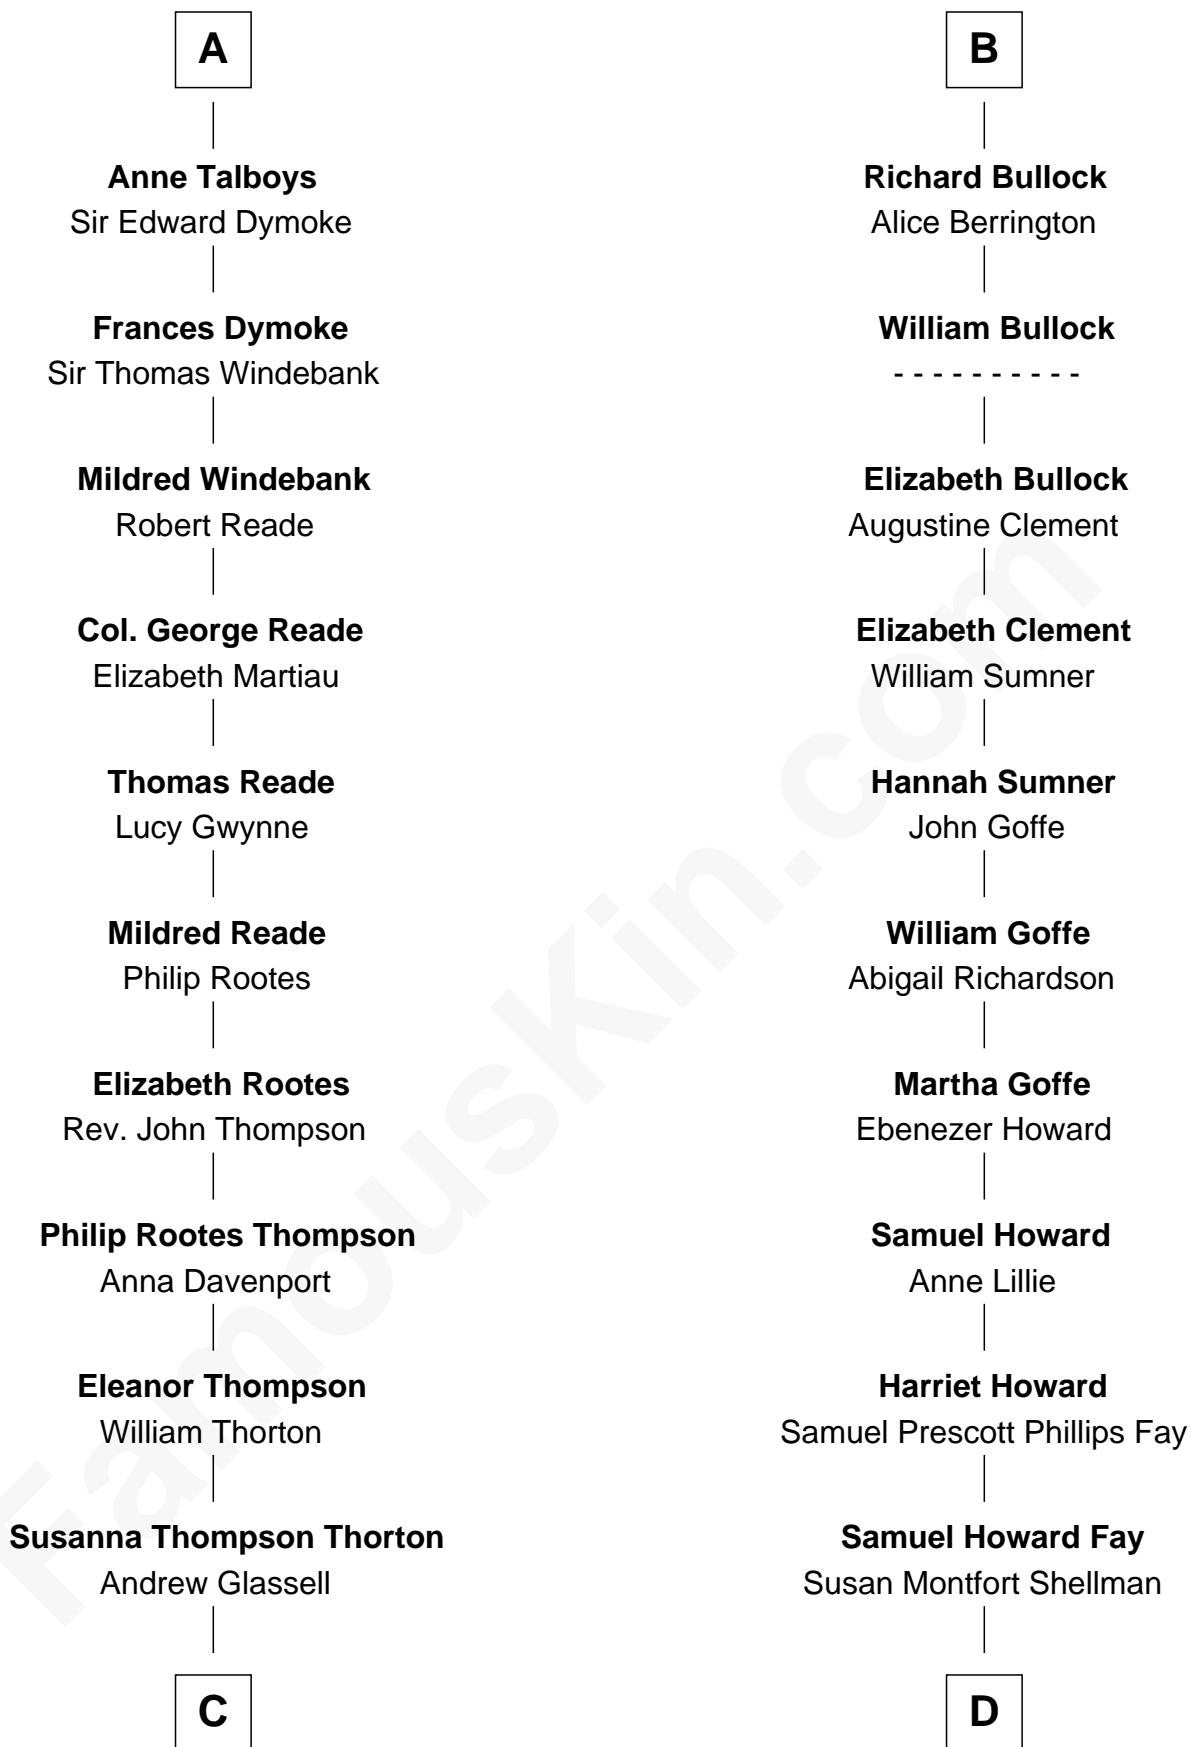 A
Anne Talboys
Sir Edward Dymoke
Frances Dymoke
Sir Thomas Windebank
Mildred Windebank
Robert Reade
Col. George Reade
Elizabeth Martiau
Thomas Reade
Lucy Gwynne
Mildred Reade
Philip Rootes
Elizabeth Rootes
Rev. John Thompson
Philip Rootes Thompson
Anna Davenport
Eleanor Thompson
William Thorton
Susanna Thompson Thorton
Andrew Glassell
C
B
Richard Bullock
Alice Berrington
William Bullock
- - - - - - - - - -
Elizabeth Bullock
Augustine Clement
Elizabeth Clement
William Sumner
Hannah Sumner
John Goffe
William Goffe
Abigail Richardson
Martha Goffe
Ebenezer Howard
Samuel Howard
Anne Lillie
Harriet Howard
Samuel Prescott Phillips Fay
Samuel Howard Fay
Susan Montfort Shellman
D
FamousKin.com